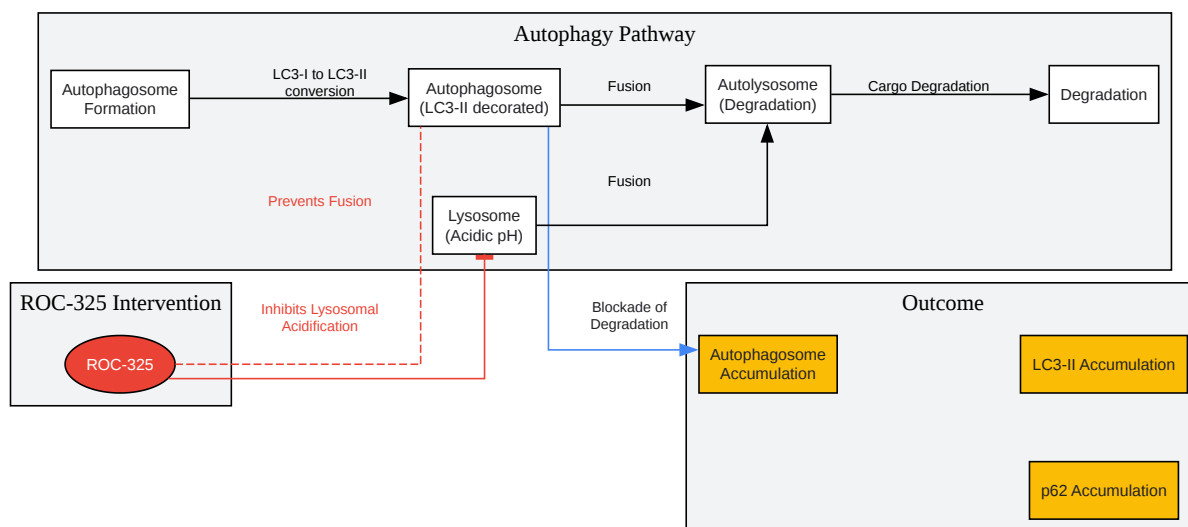 Autophagy Pathway
Autophagosome
Formation
LC3-I to LC3-II
conversion
Autophagosome
(LC3-II decorated)
Fusion
Autolysosome
(Degradation)
Cargo Degradation
Degradation
Fusion
Prevents Fusion
Lysosome
(Acidic pH)
ROC-325 Intervention
ROC-325
Inhibits Lysosomal
Acidification
Blockade of
Degradation
Outcome
Autophagosome
Accumulation
LC3-II Accumulation
p62 Accumulation